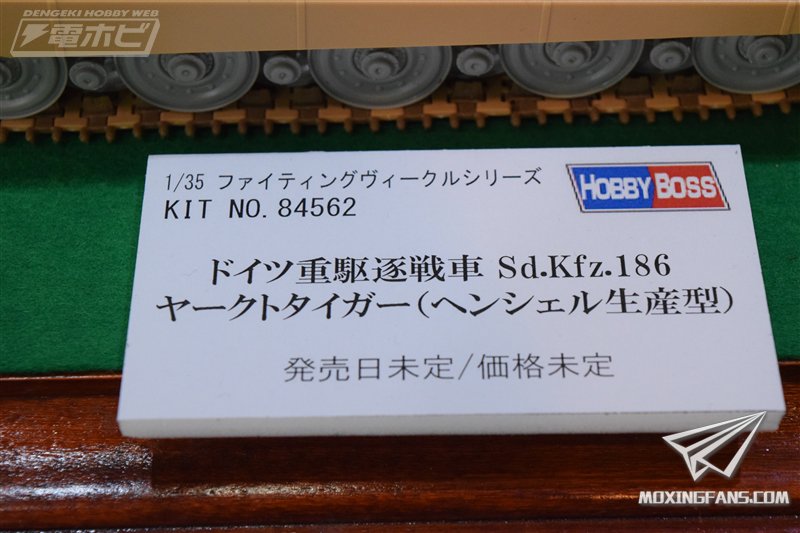 DENGEKI HOBBY WEB
電ホビ
1/35 ファイティングヴィークルシリーズ
KIT NO. 84562
HOBBY BOSS
ドイツ重駆逐戦車 Sd.Kfz.186
ヤークトタイガー(ヘンシェル生産型)
発売日未定/価格未定
MOXINGFANS.COM